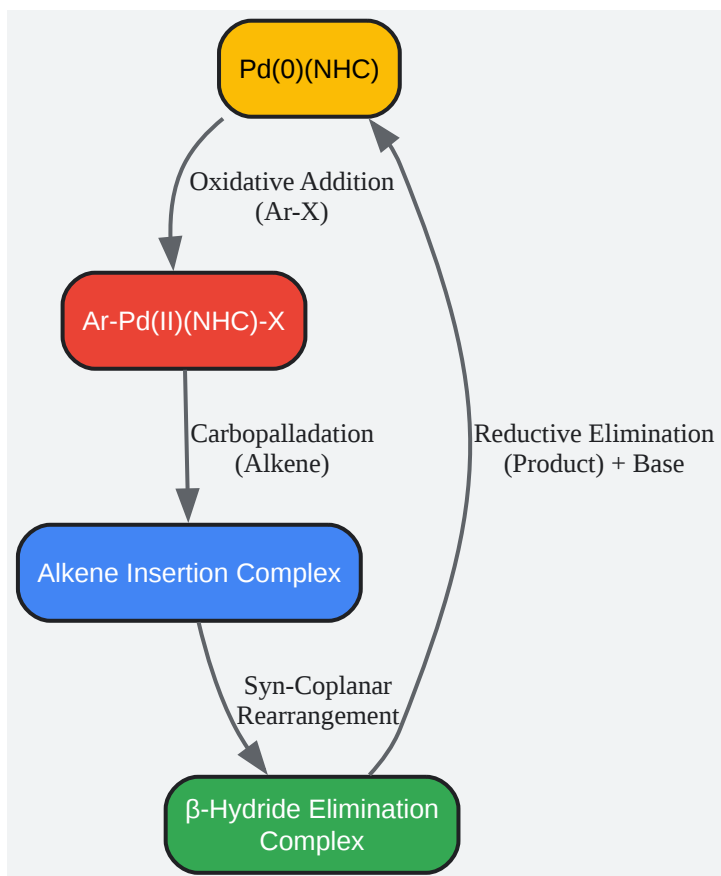 Pd(0)(NHC)
Oxidative Addition
(Ar-X)
Ar-Pd(II)(NHC)-X
Carbopalladation
(Alkene)
Reductive Elimination
(Product) + Base
Alkene Insertion Complex
Syn-Coplanar
Rearrangement
β-Hydride Elimination
Complex